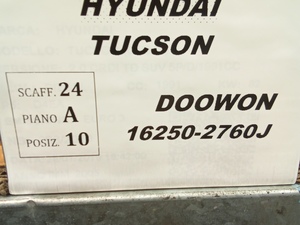 HYUNDAI
TUCSON
SCAFF. 24
PIANO A
POSIZ. 10
DOOWON
16250-2760J